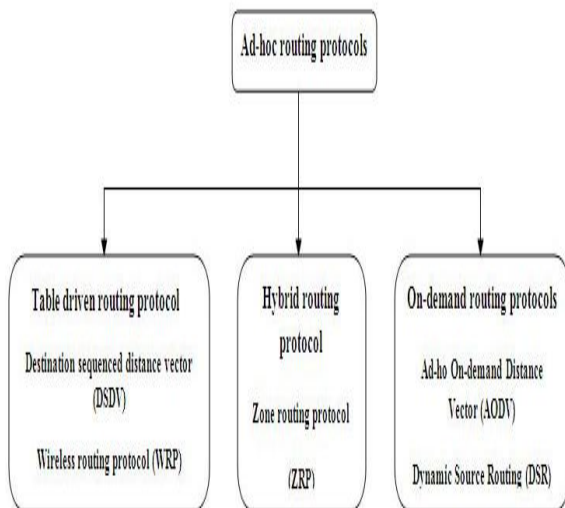 Ad-hoc routing protocols
Table driven routing protocol
Destination sequenced distance vector
(DSDV)
Wireless routing protocol (WRP)
Hybrid routing
protocol
Zone routing protocol
(ZRP)
On-demand routing protocols
Ad-ho On-demand Distance
Vector (AODV)
Dynamic Source Routing (DSR)